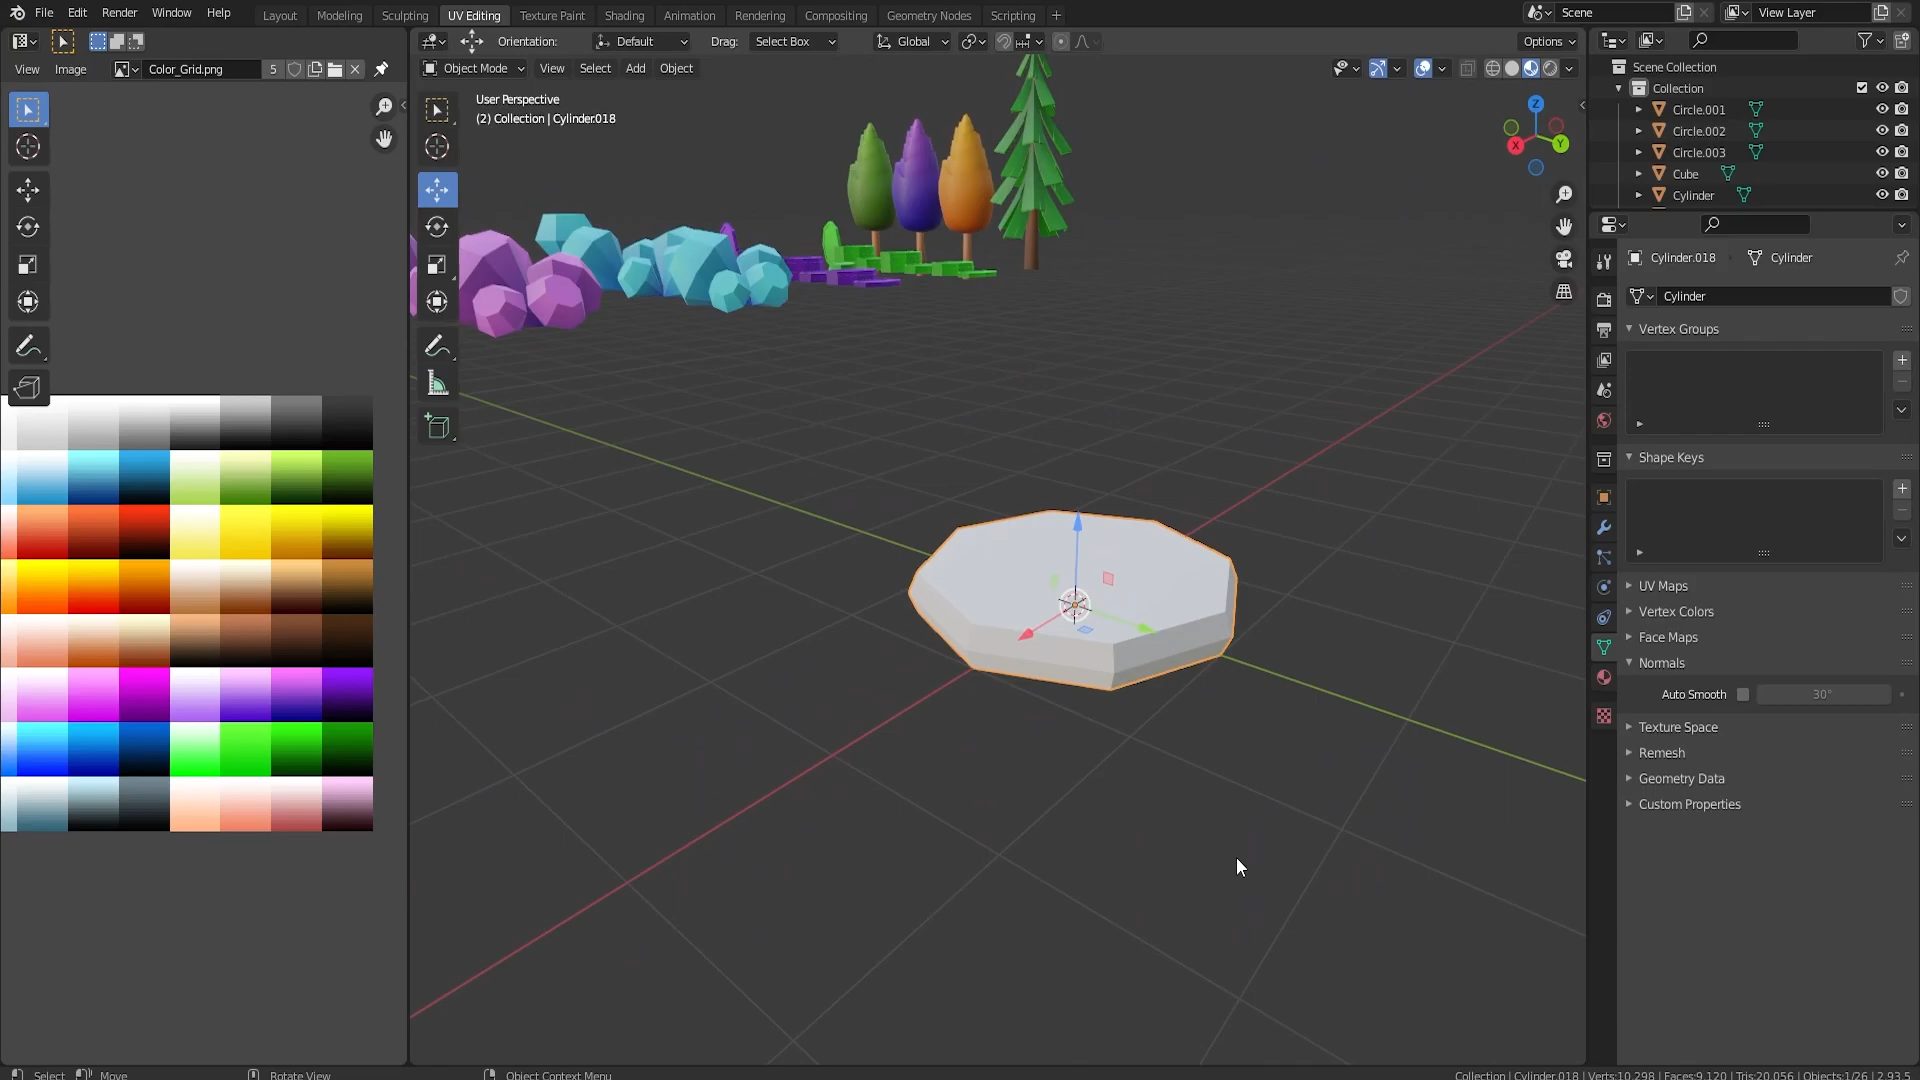 File Edit Render Window Help Layout Modeling Sculpting UV Editing Texture Paint Shading Animation Rendering Compositing Geometry Nodes Scripting + Scene View Layer
Orientation: Default Drag: Select Box Global Options
View Image Color_Grid.png 5 Object Mode View Select Add Object
Scene Collection
Collection
Circle.001
Circle.002
Circle.003
Cube
Cylinder
User Perspective
(2) Collection | Cylinder.018
Z
X
Y
Cylinder.018 Cylinder
Cylinder
Vertex Groups
Shape Keys
UV Maps
Vertex Colors
Face Maps
Normals
Auto Smooth 30°
Texture Space
Remesh
Geometry Data
Custom Properties
Select Move Rotate View Object Context Menu Collection | Cylinder.018 | Verts:10,298 | Faces:9,120 | Tris:20,056 | Objects:1/26 | 2.93.5